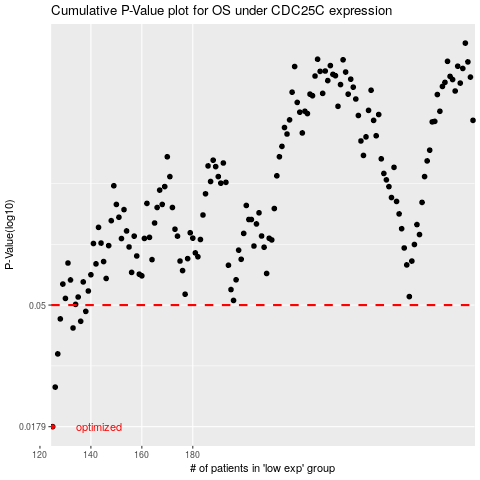 Cumulative P-Value plot for OS under CDC25C expression
P-Value(log10)
0.05
0.0179
optimized
120 140 160 180
# of patients in 'low exp' group